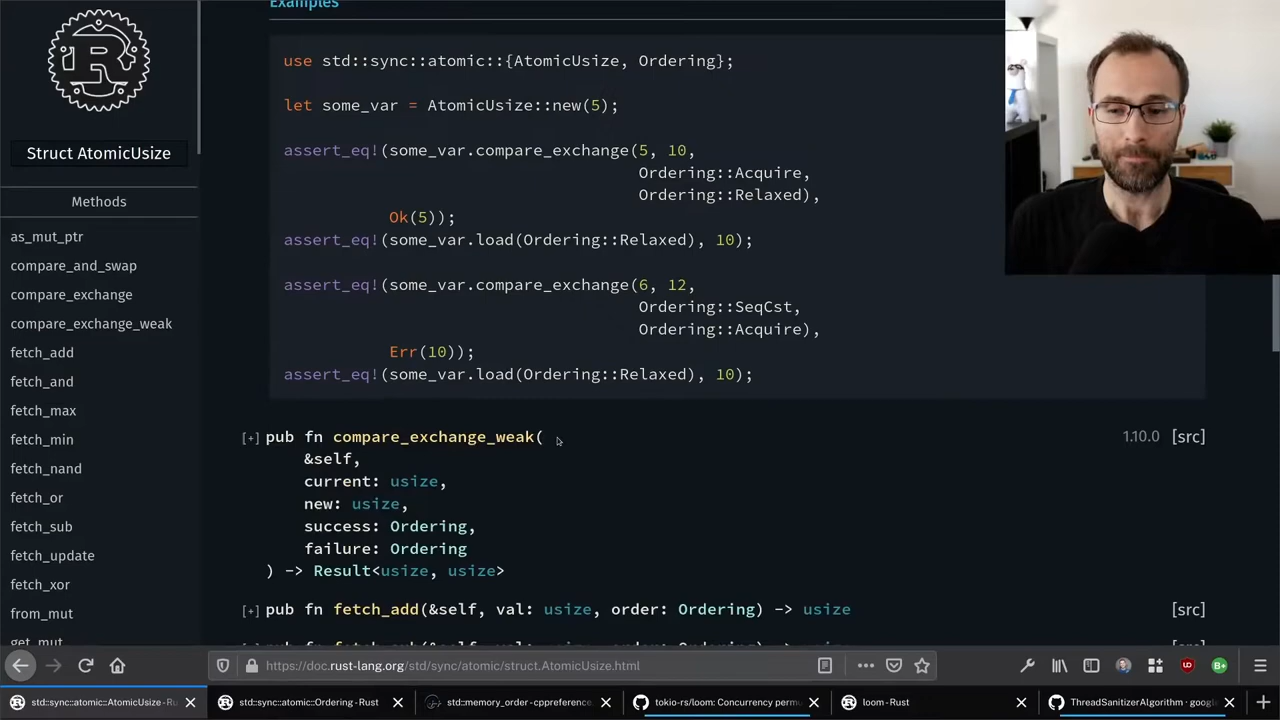 Examples
use std::sync::atomic::{AtomicUsize, Ordering};
let some_var = AtomicUsize::new(5);
assert_eq!(some_var.compare_exchange(5, 10,
Ordering::Acquire,
Ordering::Relaxed),
Ok(5));
assert_eq!(some_var.load(Ordering::Relaxed), 10);
assert_eq!(some_var.compare_exchange(6, 12,
Ordering::SeqCst,
Ordering::Acquire),
Err(10));
assert_eq!(some_var.load(Ordering::Relaxed), 10);
[+] pub fn compare_exchange_weak(
1.10.0 [src]
&self,
current: usize,
new: usize,
success: Ordering,
failure: Ordering
) -> Result<usize, usize>
[+] pub fn fetch_add(&self, val: usize, order: Ordering) -> usize
[src]
R
Struct AtomicUsize
Methods
as_mut_ptr
compare_and_swap
compare_exchange
compare_exchange_weak
fetch_add
fetch_and
fetch_max
fetch_min
fetch_nand
fetch_or
fetch_sub
fetch_update
fetch_xor
from_mut
get_mut
https://doc.rust-lang.org/std/sync/atomic/struct.AtomicUsize.html
std::sync::atomic::AtomicUsize - Ru
std::sync::atomic::Ordering - Rust
std::memory_order - cppreference.
tokio-rs/loom: Concurrency permu
loom - Rust
ThreadSanitizerAlgorithm · google